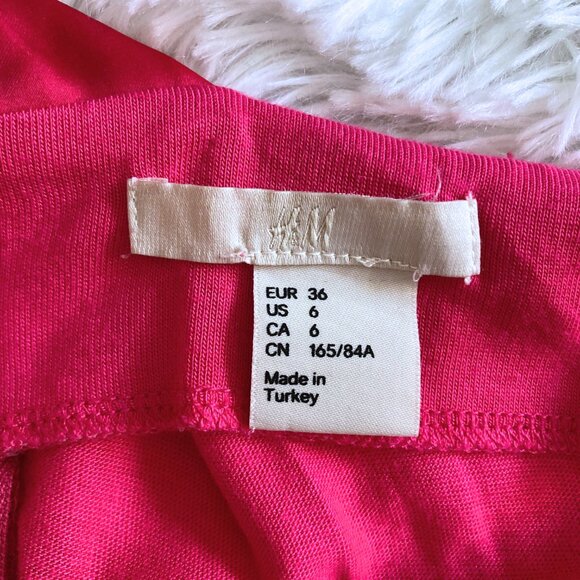 H&M
EUR 36
US 6
CA 6
CN 165/84A
Made in
Turkey